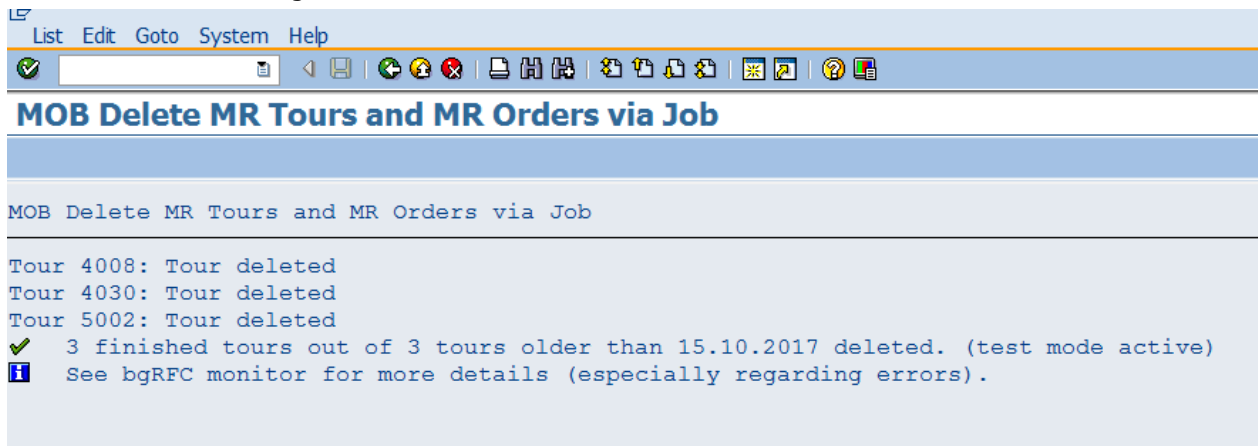 List Edit Goto System Help
MOB Delete MR Tours and MR Orders via Job
MOB Delete MR Tours and MR Orders via Job
Tour 4008: Tour deleted
Tour 4030: Tour deleted
Tour 5002: Tour deleted
3 finished tours out of 3 tours older than 15.10.2017 deleted. (test mode active)
See bgRFC monitor for more details (especially regarding errors).